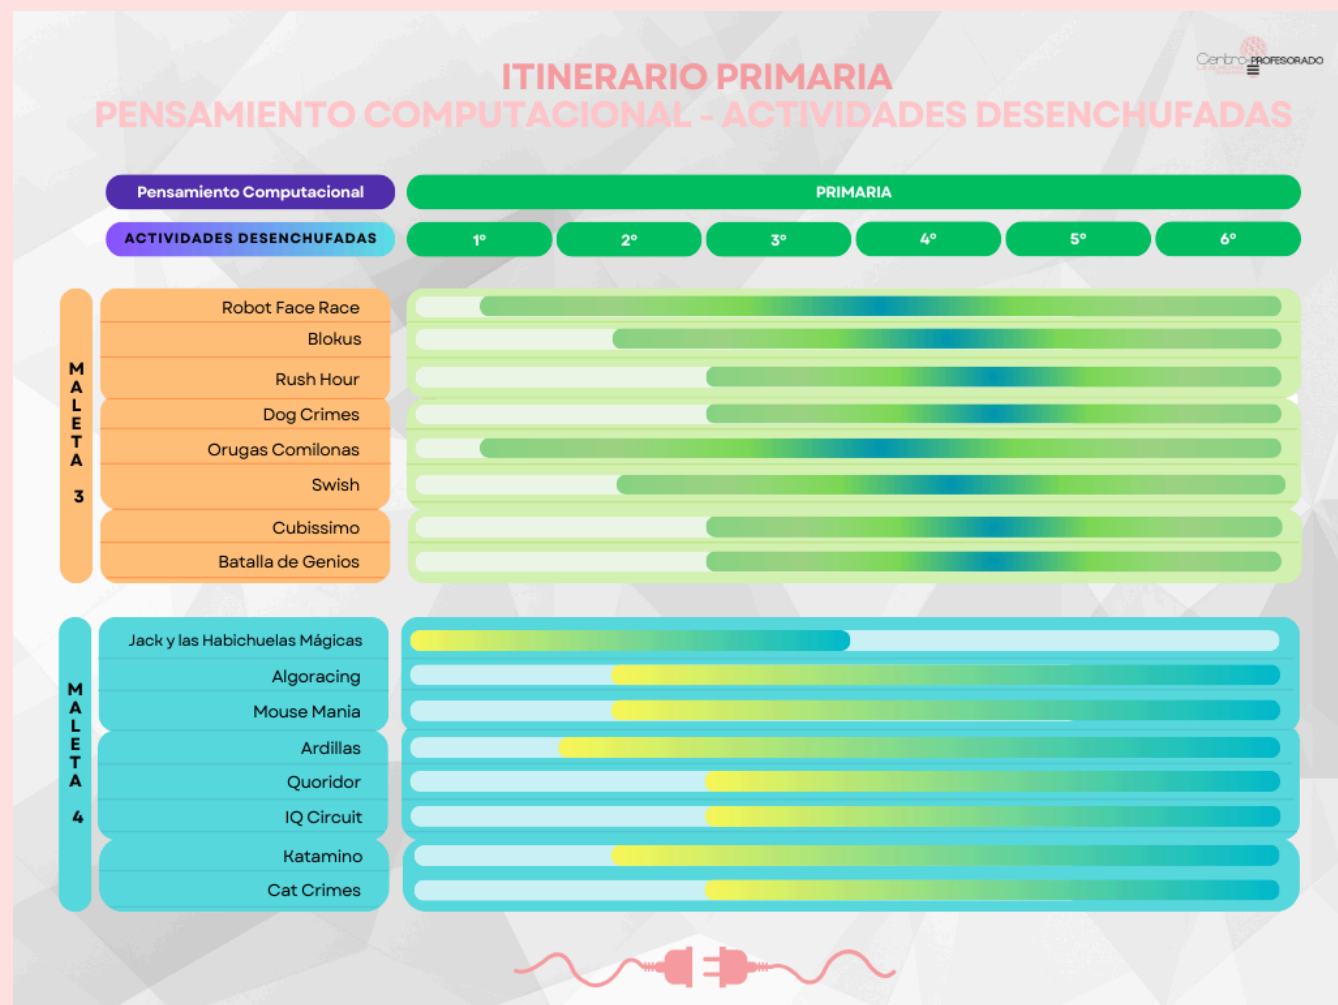 Centro PROFESORADO
ITINERARIO PRIMARIA
PENSAMIENTO COMPUTACIONAL - ACTIVIDADES DESENCHUFADAS
Pensamiento Computacional
PRIMARIA
ACTIVIDADES DESENCHUFADAS
1º 2º 3º 4º 5º 6º
MALETA 3
Robot Face Race
Blokus
Rush Hour
Dog Crimes
Orugas Comilonas
Swish
Cubissimo
Batalla de Genios
MALETA 4
Jack y las Habichuelas Mágicas
Algoracing
Mouse Mania
Ardillas
Quoridor
IQ Circuit
Katamino
Cat Crimes